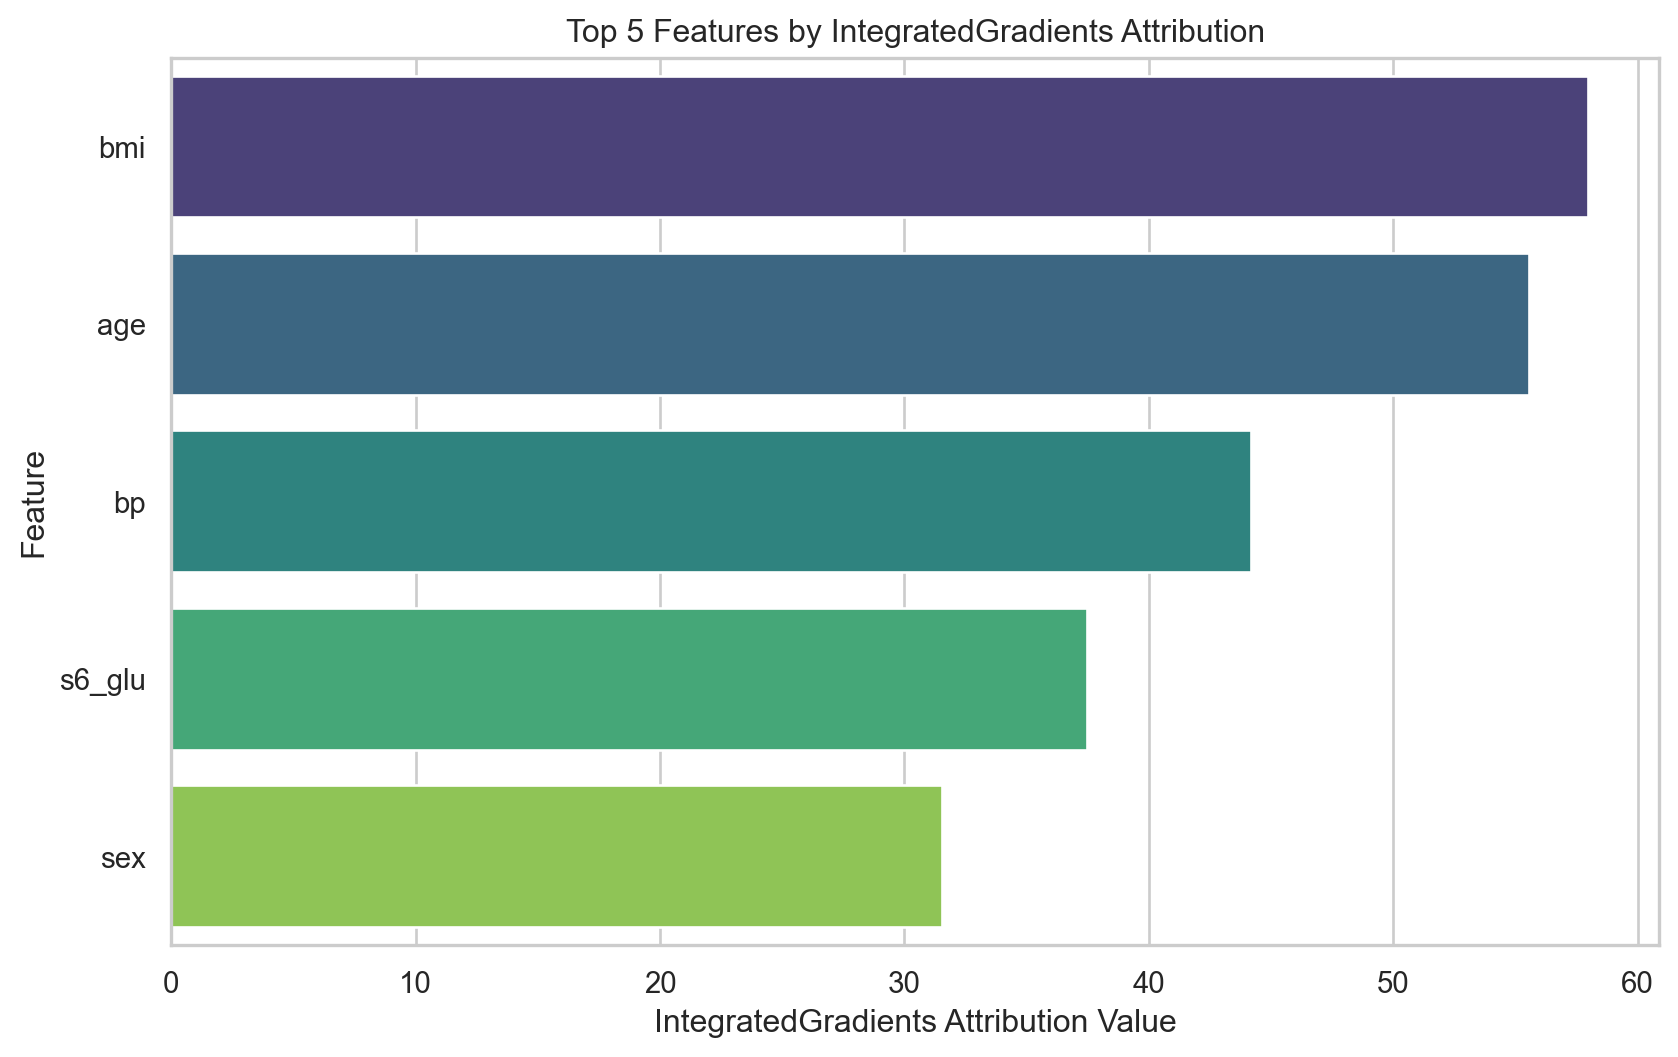 Top 5 Features by IntegratedGradients Attribution
Feature
bmi
age
bp
s6_glu
sex
0 10 20 30 40 50 60
IntegratedGradients Attribution Value